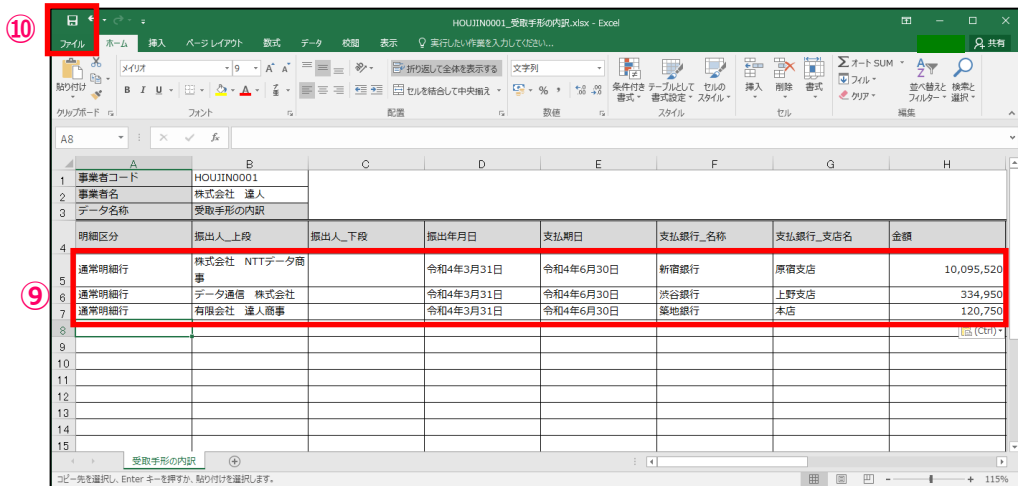 ⑩
HOUJIN0001_受取手形の内訳.xlsx - Excel
ファイル ホーム 挿入 ページ レイアウト 数式 データ 校閲 表示 実行したい作業を入力してください... 共有
貼り付け メイリオ 9 A A 折り返して全体を表示する 文字列 条件付き書式 テーブルとして書式設定 セルのスタイル 挿入 削除 書式 オート SUM 並べ替えとフィルター 検索と選択
B I U A セルを結合して中央揃え % , フィル
クリア
クリップボード フォント 配置 数値 スタイル セル 編集
A8 fx
A B C D E F G H
1 事業者コード HOUJIN0001
2 事業者名 株式会社 達人
3 データ名称 受取手形の内訳
4 明細区分 振出人_上段 振出人_下段 振出年月日 支払期日 支払銀行_名称 支払銀行_支店名 金額
⑨
5 通常明細行 株式会社 NTTデータ商事 令和4年3月31日 令和4年6月30日 新宿銀行 原宿支店 10,095,520
6 通常明細行 データ通信 株式会社 令和4年3月31日 令和4年6月30日 渋谷銀行 上野支店 334,950
7 通常明細行 有限会社 達人商事 令和4年3月31日 令和4年6月30日 築地銀行 本店 120,750
8 (Ctrl)
9
10
11
12
13
14
15
受取手形の内訳
コピー先を選択し、Enter キーを押すか、貼り付けを選択します。 115%